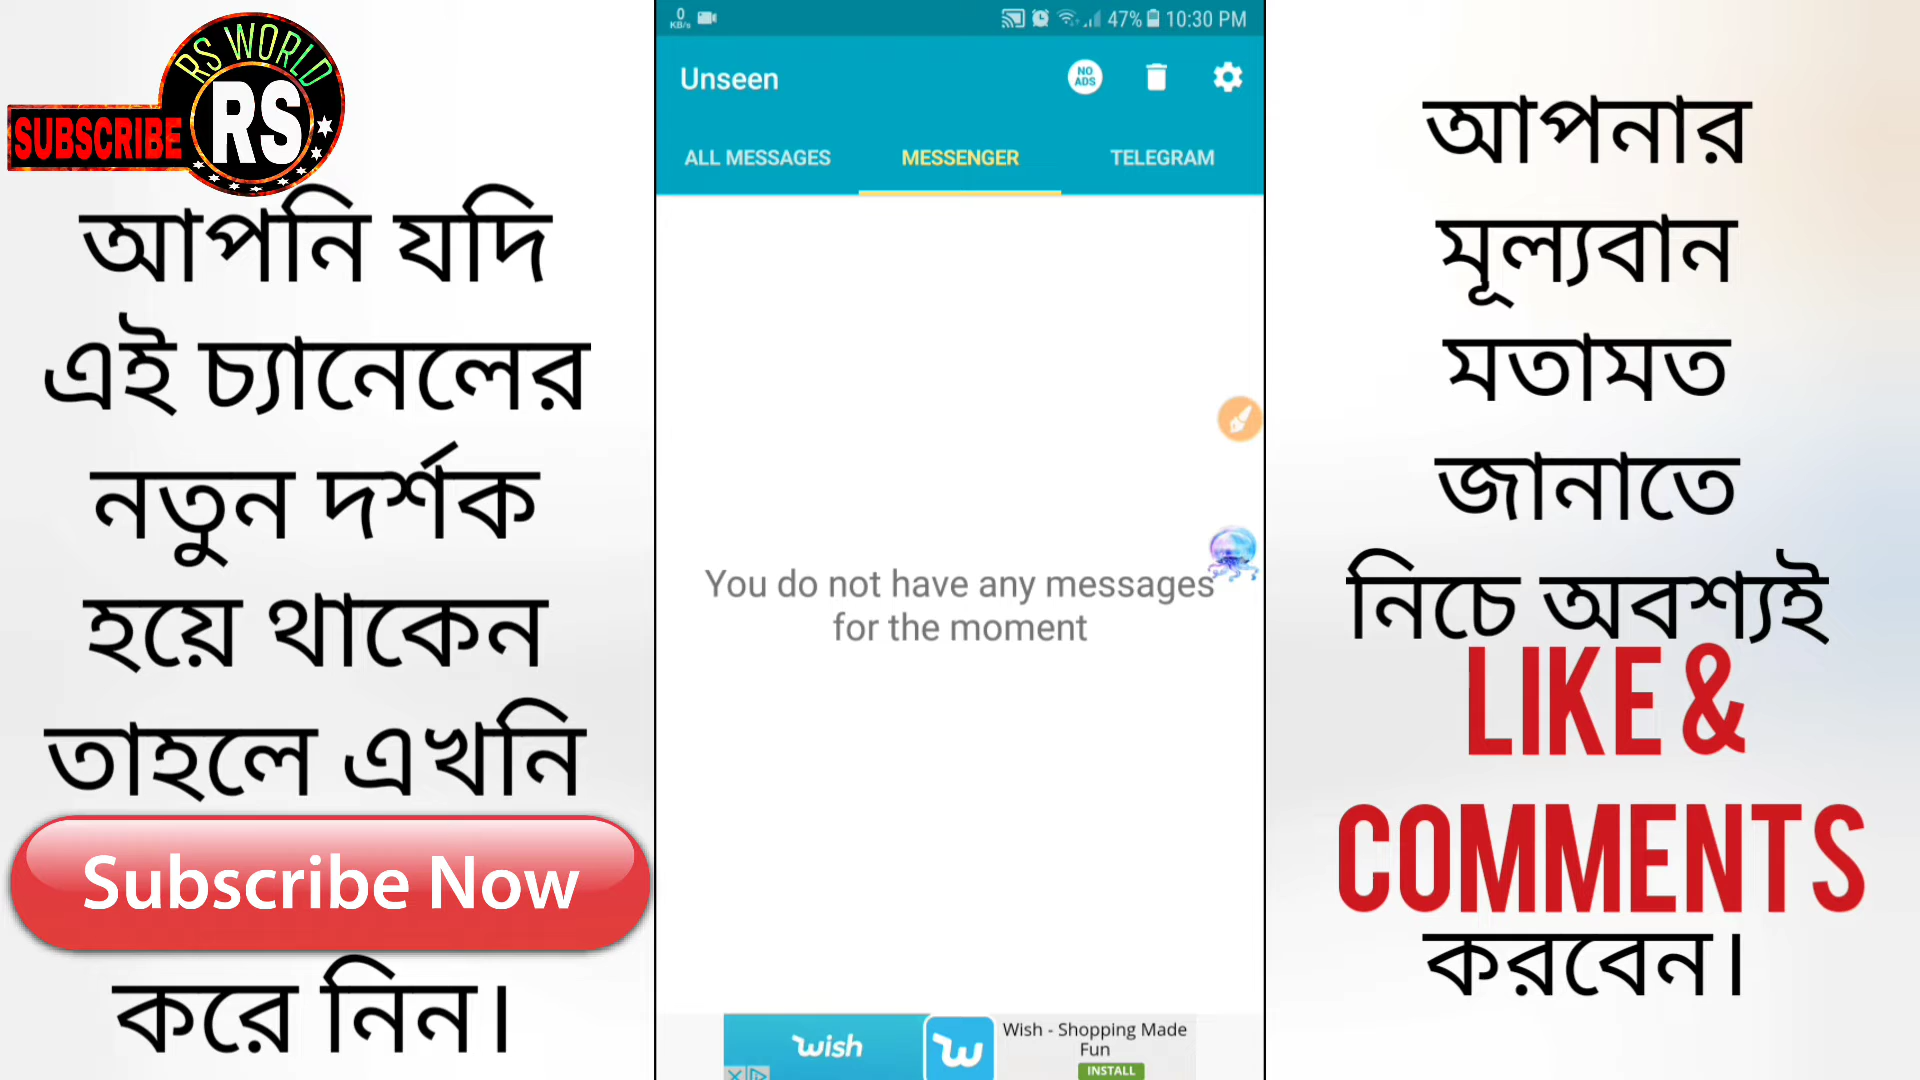 RS WORLD
RS
SUBSCRIBE
আপনি যদি
এই চ্যানেলের
নতুন দর্শক
হয়ে থাকেন
তাহলে এখনি
Subscribe Now
করে নিন।
0
KB/s
47% 10:30 PM
Unseen
NO
ADS
ALL MESSAGES MESSENGER TELEGRAM
You do not have any messages
for the moment
wish
Wish - Shopping Made
Fun
INSTALL
আপনার
মূল্যবান
মতামত
জানাতে
নিচে অবশ্যই
LIKE &
COMMENTS
করবেন।